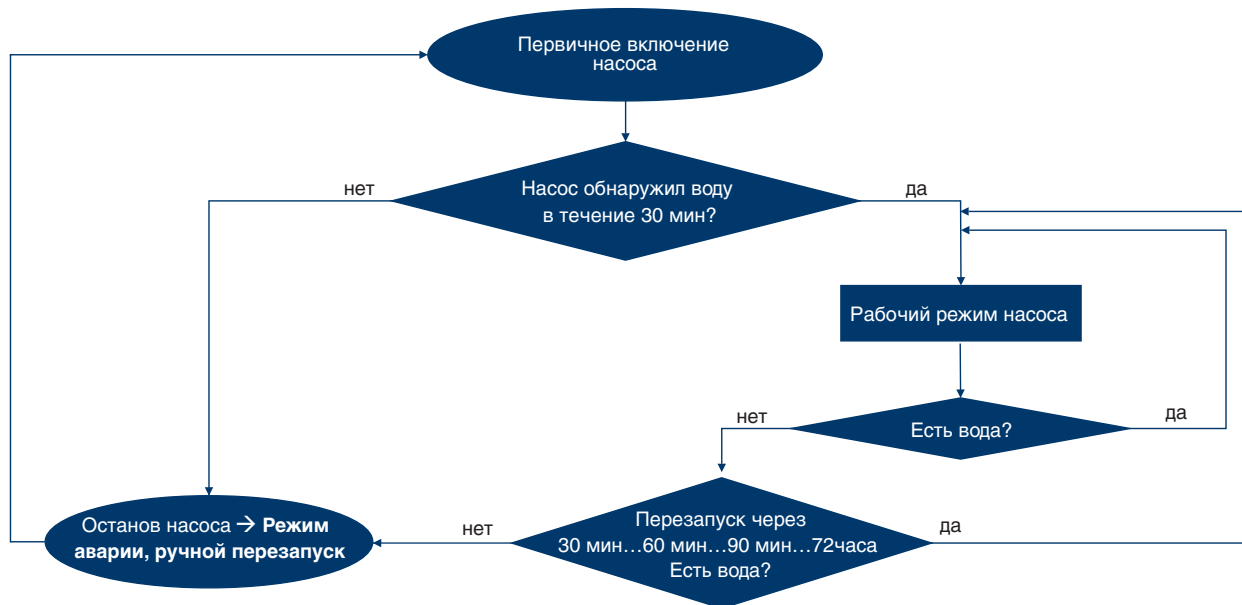 Первичное включение
насоса
Насос обнаружил воду
в течение 30 мин?
нет
да
Рабочий режим насоса
Есть вода?
нет
да
Перезапуск через
30 мин…60 мин…90 мин…72часа
Есть вода?
нет
да
Останов насоса → Режим
аварии, ручной перезапуск